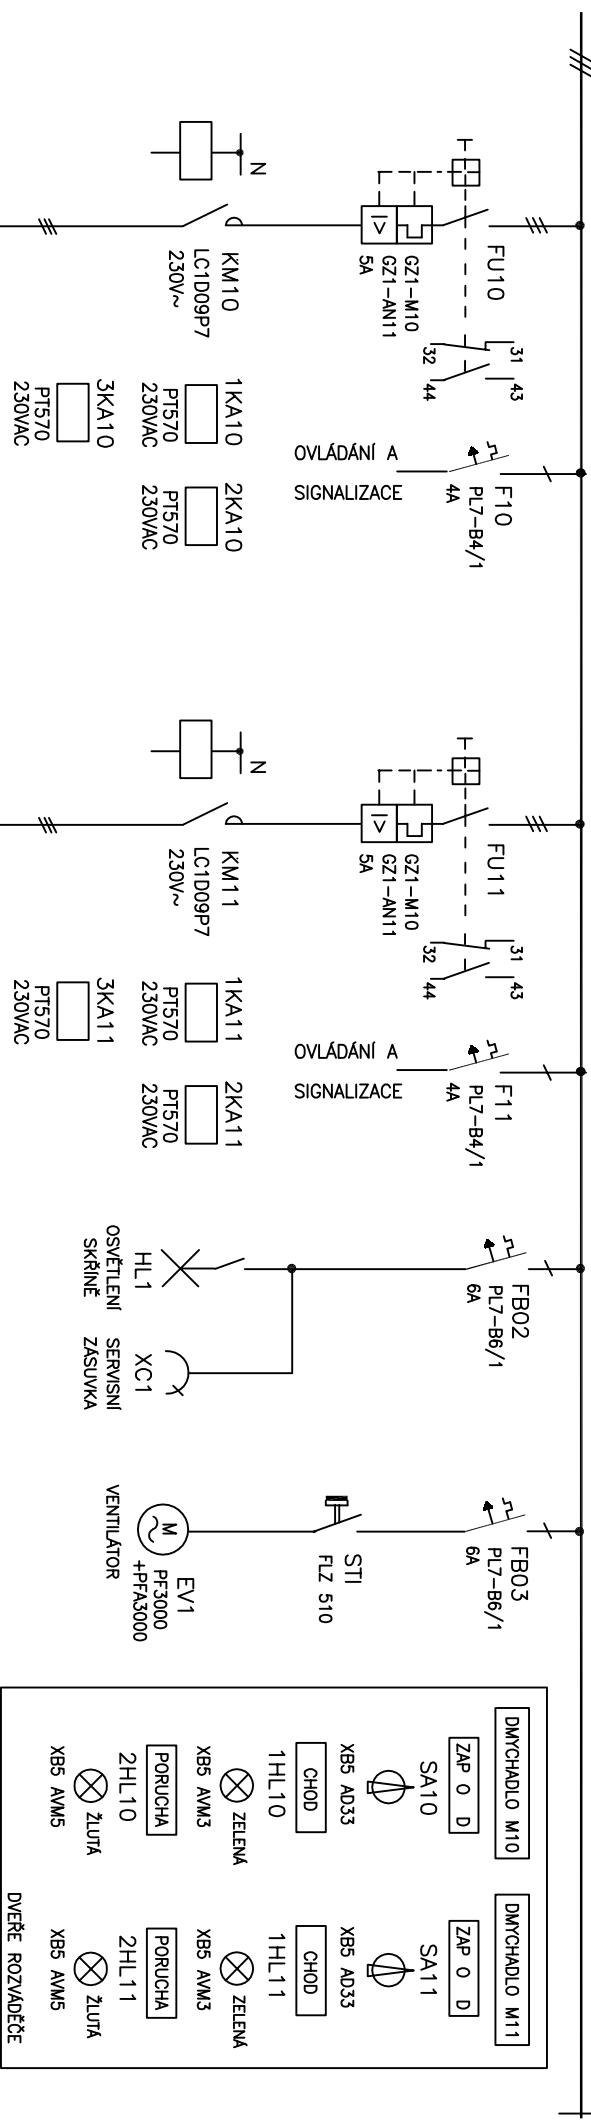 FU10
GZ1-M10
GZ1-AN11
5A
31
43
32
44
N
KM10
LC1D09P7
230V~
F10
PL7-B4/1
4A
OVLÁDÁNÍ A
SIGNALIZACE
1KA10
PT570
230VAC
2KA10
PT570
230VAC
3KA10
PT570
230VAC
FU11
GZ1-M10
GZ1-AN11
5A
31
43
32
44
N
KM11
LC1D09P7
230V~
F11
PL7-B4/1
4A
OVLÁDÁNÍ A
SIGNALIZACE
1KA11
PT570
230VAC
2KA11
PT570
230VAC
3KA11
PT570
230VAC
FB02
PL7-B6/1
6A
HL1
OSVĚTLENÍ
SKŘÍNĚ
XC1
SERVISNÍ
ZÁSUVKA
FB03
PL7-B6/1
6A
STI
FLZ 510
M
EV1
PF3000
+PFA3000
VENTILÁTOR
DMYCHADLO M10
ZAP O D
SA10
XB5 AD33
CHOD
1HL10
ZELENÁ
XB5 AVM3
PORUCHA
2HL10
ŽLUTÁ
XB5 AVM5
DMYCHADLO M11
ZAP O D
SA11
XB5 AD33
CHOD
1HL11
ZELENÁ
XB5 AVM3
PORUCHA
2HL11
ŽLUTÁ
XB5 AVM5
DVEŘE ROZVÁDĚČE